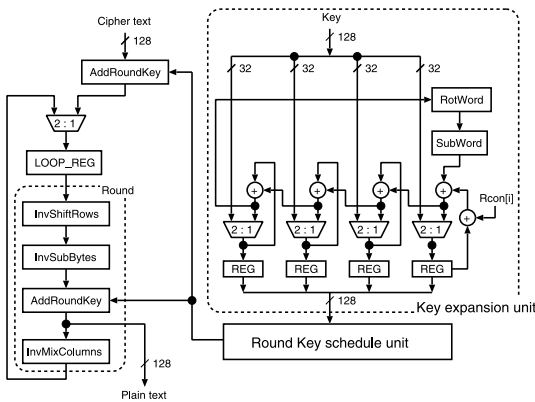 Cipher text
128
AddRoundKey
2 : 1
LOOP_REG
Round
InvShiftRows
InvSubBytes
AddRoundKey
InvMixColumns
128
Plain text
Key
128
32
32
32
32
RotWord
SubWord
+
+
+
+
+
Rcon[i]
2 : 1
2 : 1
2 : 1
2 : 1
REG
REG
REG
REG
128
Key expansion unit
Round Key schedule unit